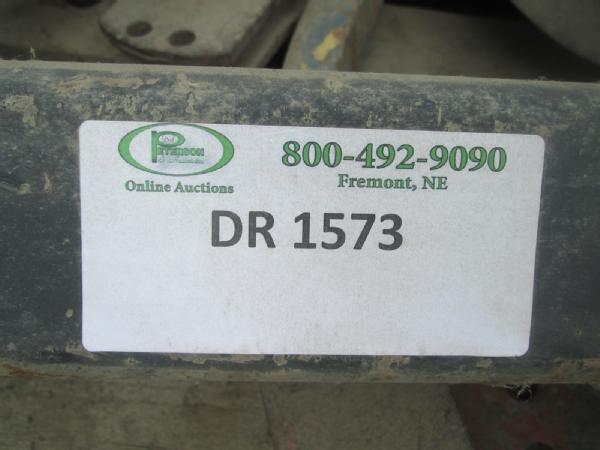 PETERSON
Online Auctions
800-492-9090
Fremont, NE
DR 1573